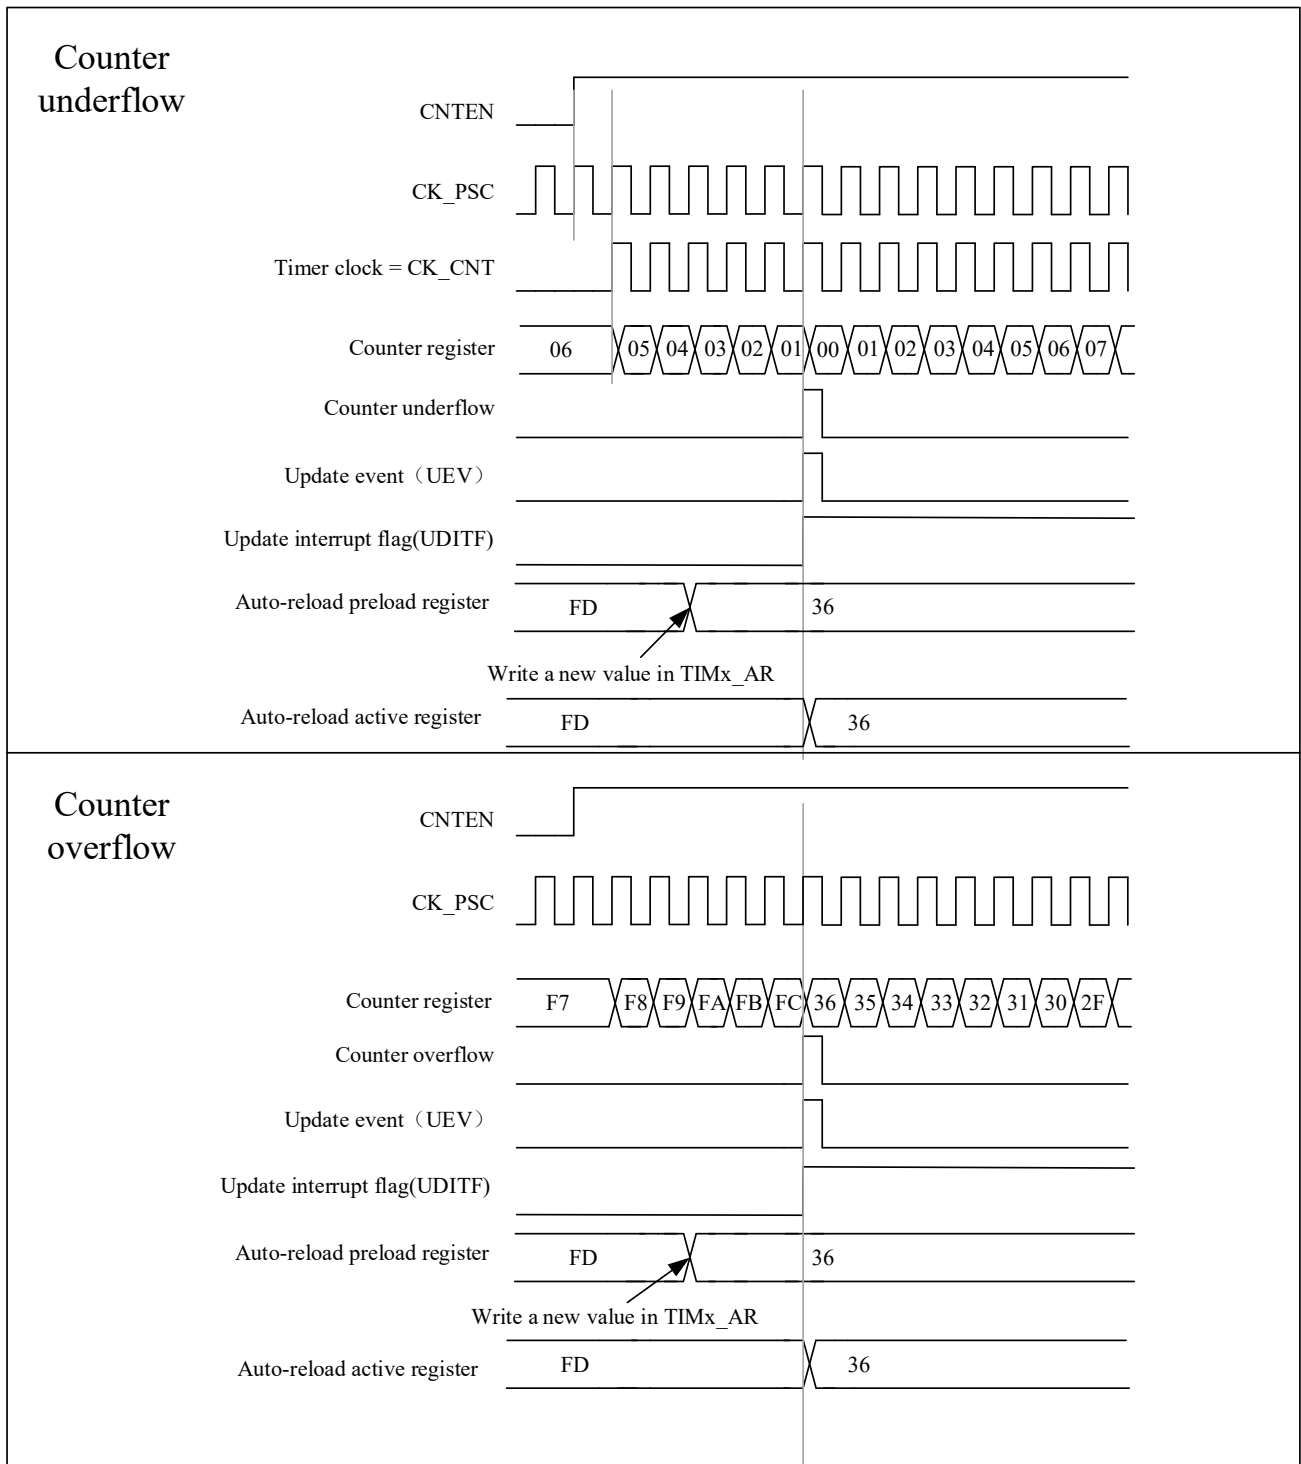 Counter
underflow
CNTEN
CK_PSC
Timer clock = CK_CNT
Counter register 06 05 04 03 02 01 00 01 02 03 04 05 06 07
Counter underflow
Update event（UEV）
Update interrupt flag(UDITF)
Auto-reload preload register FD 36
Write a new value in TIMx_AR
Auto-reload active register FD 36
Counter
overflow
CNTEN
CK_PSC
Counter register F7 F8 F9 FA FB FC 36 35 34 33 32 31 30 2F
Counter overflow
Update event（UEV）
Update interrupt flag(UDITF)
Auto-reload preload register FD 36
Write a new value in TIMx_AR
Auto-reload active register FD 36